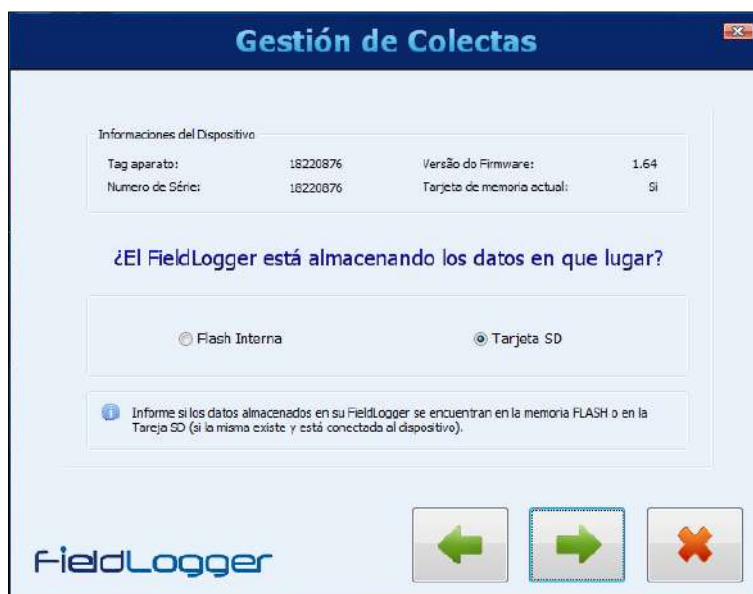 Gestión de Colectas
Informaciones del Dispositivo
Tag aparato: 18220876 Versão do Firmware: 1.64
Numero de Série: 18220876 Tarjeta de memoria actual: Si
¿El FieldLogger está almacenando los datos en que lugar?
Flash Interna Tarjeta SD
Informe si los datos almacenados en su FieldLogger se encuentran en la memoria FLASH o en la
Tareja SD (si la misma existe y está conectada al dispositivo).
FieldLogger